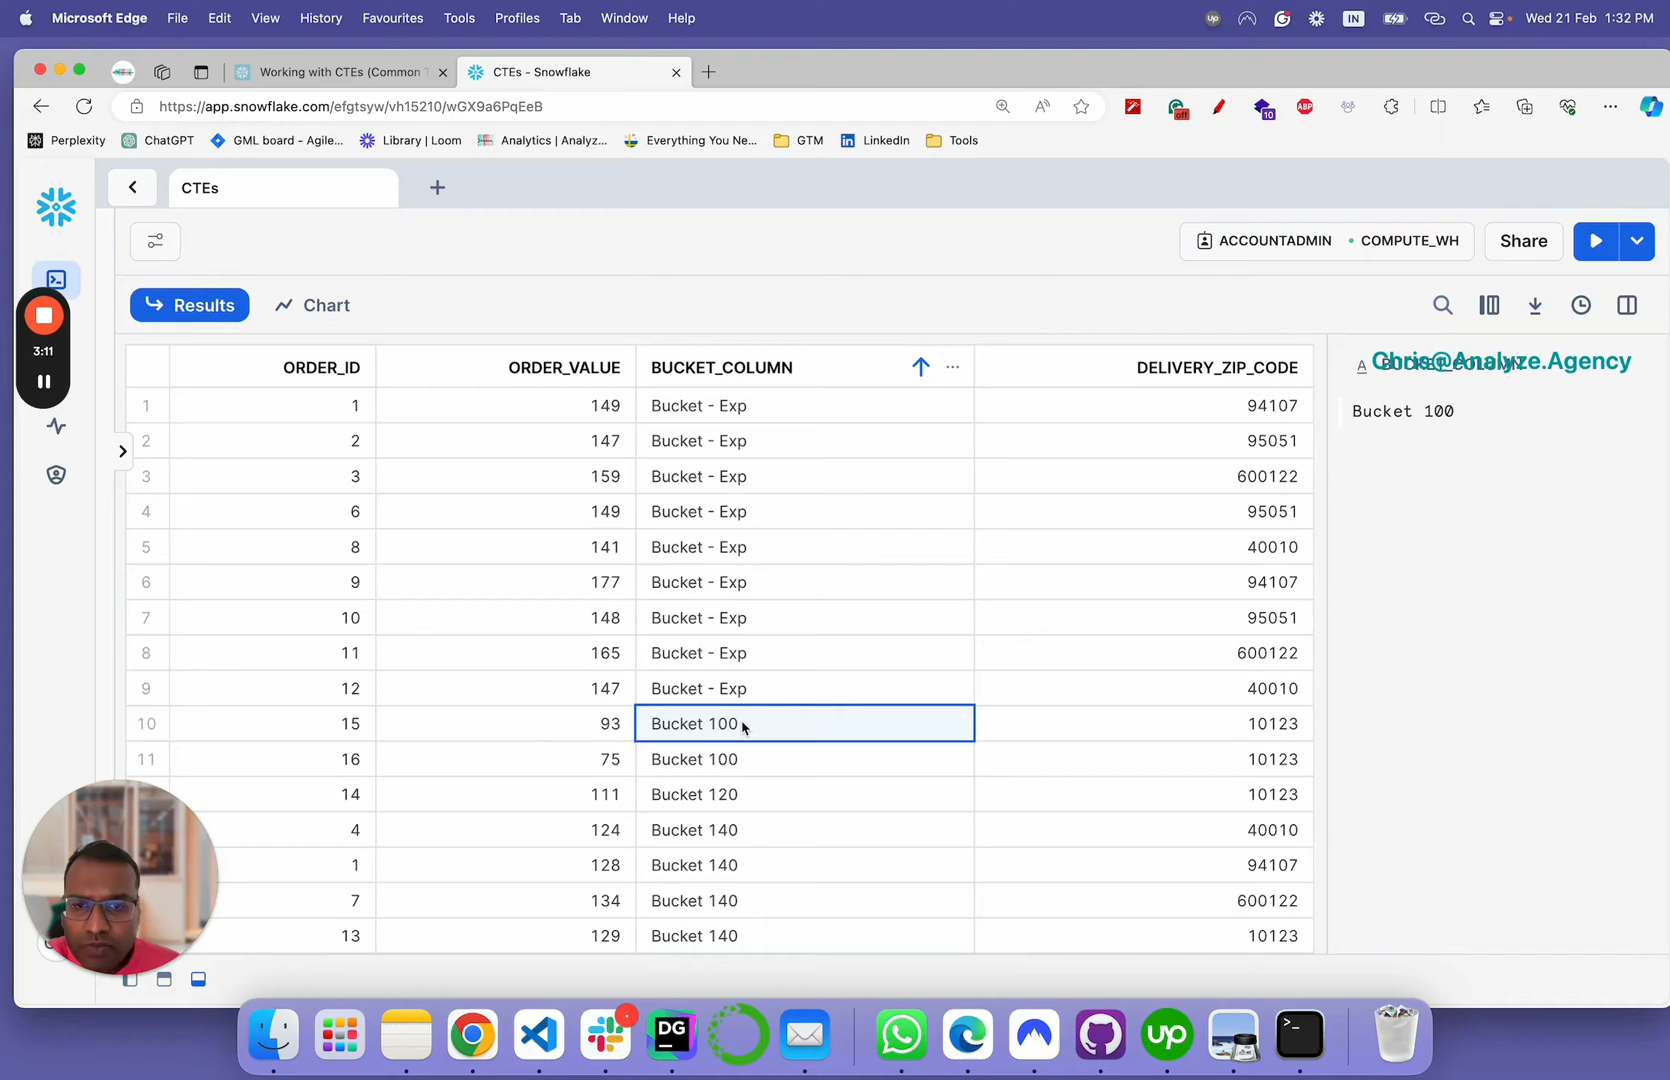 Microsoft Edge File Edit View History Favourites Tools Profiles Tab Window Help
up IN Wed 21 Feb 1:32 PM
Working with CTEs (Common T
CTEs - Snowflake
https://app.snowflake.com/efgtsyw/vh15210/wGX9a6PqEeB
off 10 ABP
Perplexity ChatGPT GML board - Agile... Library | Loom Analytics | Analyz... Everything You Ne... GTM LinkedIn Tools
CTEs
ACCOUNTADMIN • COMPUTE_WH Share
3:11
Results Chart
ORDER_ID ORDER_VALUE BUCKET_COLUMN ... DELIVERY_ZIP_CODE
1 1 149 Bucket - Exp 94107
2 2 147 Bucket - Exp 95051
3 3 159 Bucket - Exp 600122
4 6 149 Bucket - Exp 95051
5 8 141 Bucket - Exp 40010
6 9 177 Bucket - Exp 94107
7 10 148 Bucket - Exp 95051
8 11 165 Bucket - Exp 600122
9 12 147 Bucket - Exp 40010
10 15 93 Bucket 100 10123
11 16 75 Bucket 100 10123
14 111 Bucket 120 10123
4 124 Bucket 140 40010
1 128 Bucket 140 94107
7 134 Bucket 140 600122
13 129 Bucket 140 10123
A BUCKET_COLUMN
Chris@Analyze.Agency
Bucket 100
DG
up
>_